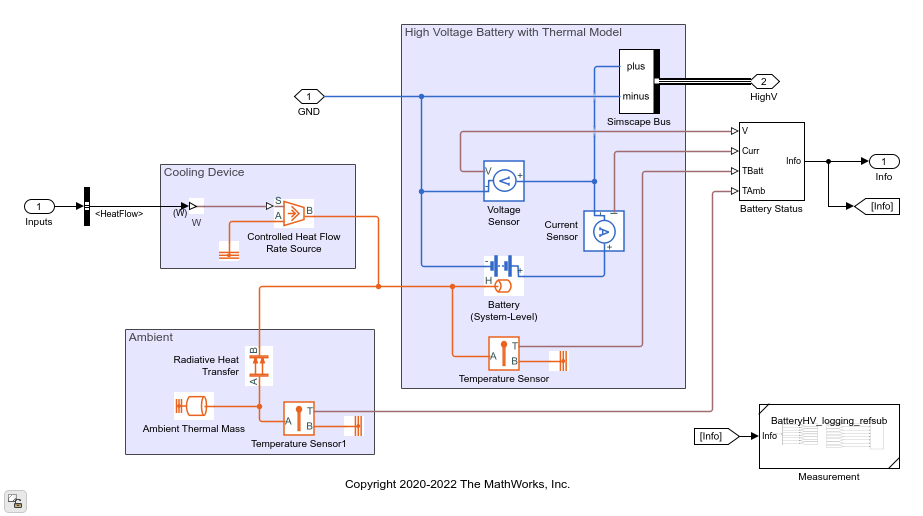 High Voltage Battery with Thermal Model
plus
minus
Simscape Bus
2
HighV
1
GND
V
Curr
TBatt
TAmb
Info
Battery Status
1
Info
[Info]
Cooling Device
1
Inputs
<HeatFlow>
(W)
W
S
A
B
Controlled Heat Flow
Rate Source
V
+
-
V
Voltage
Sensor
Current
Sensor
I
A
+
-
+
H
Battery
(System-Level)
A
T
B
Temperature Sensor
Ambient
Radiative Heat
Transfer
B
A
Ambient Thermal Mass
A
T
B
Temperature Sensor1
[Info]
Info
BatteryHV_logging_refsub
Measurement
Copyright 2020-2022 The MathWorks, Inc.